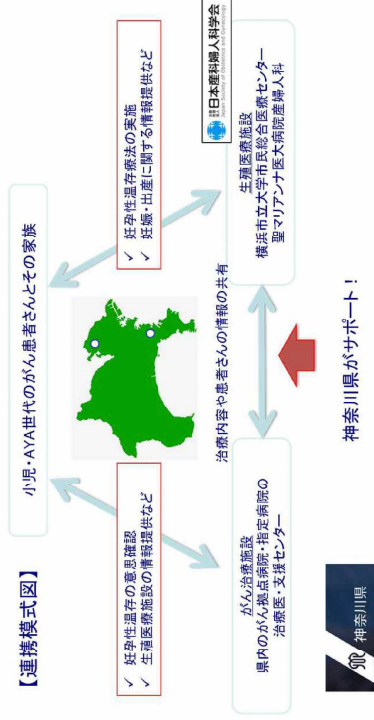 【連携模式図】
小児・AYA世代のがん患者さんとその家族
✓ 妊孕性温存の意思確認
✓ 生殖医療施設の情報提供など
✓ 妊孕性温存療法の実施
✓ 妊娠・出産に関する情報提供など
治療内容や患者さんの情報の共有
がん治療施設
県内のがん拠点病院・指定病院の
治療医・支援センター
日本産科婦人科学会
Japan Society of Obstetrics and Gynecology
生殖医療施設
横浜市立大学市民総合医療センター
聖マリアンナ医大病院産婦人科
神奈川県がサポート！
神奈川県